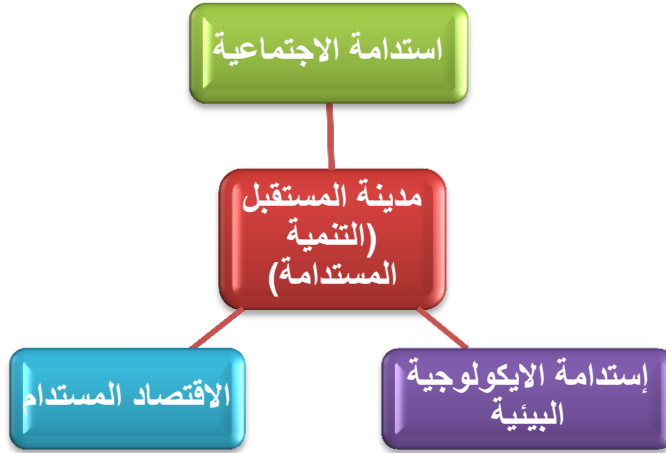 استدامة الاجتماعية
مدينة المستقبل
(التنمية
المستدامة)
إستدامة الايكولوجية
البيئية
الاقتصاد المستدام